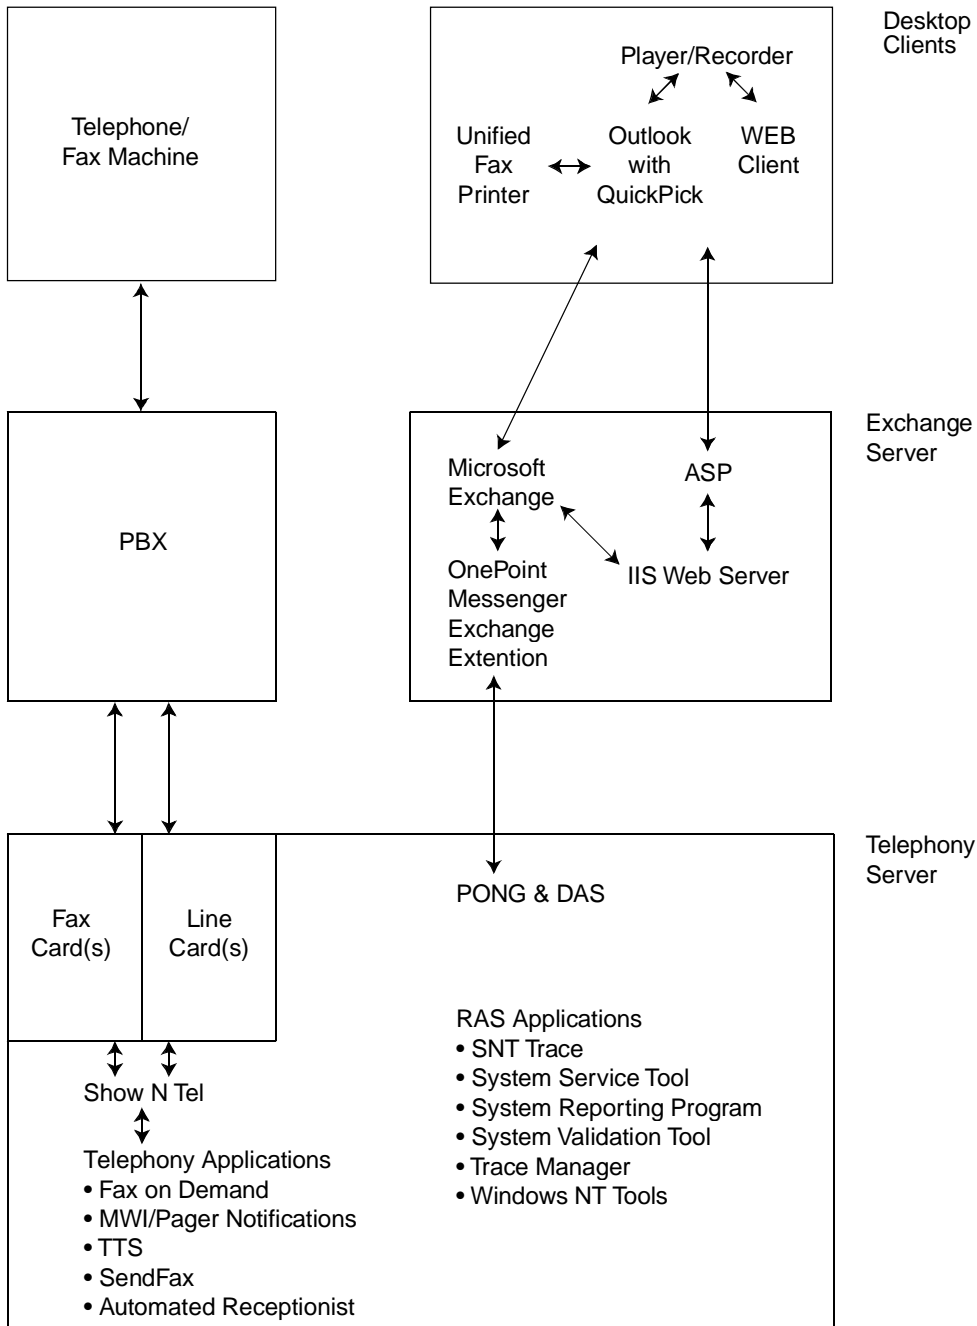 Desktop
Clients
Telephone/
Fax Machine
Player/Recorder
Unified
Fax
Printer
Outlook
with
QuickPick
WEB
Client
Exchange
Server
PBX
Microsoft
Exchange
ASP
OnePoint
Messenger
Exchange
Extention
IIS Web Server
Telephony
Server
Fax
Card(s)
Line
Card(s)
PONG & DAS
Show N Tel
Telephony Applications
• Fax on Demand
• MWI/Pager Notifications
• TTS
• SendFax
• Automated Receptionist
RAS Applications
• SNT Trace
• System Service Tool
• System Reporting Program
• System Validation Tool
• Trace Manager
• Windows NT Tools